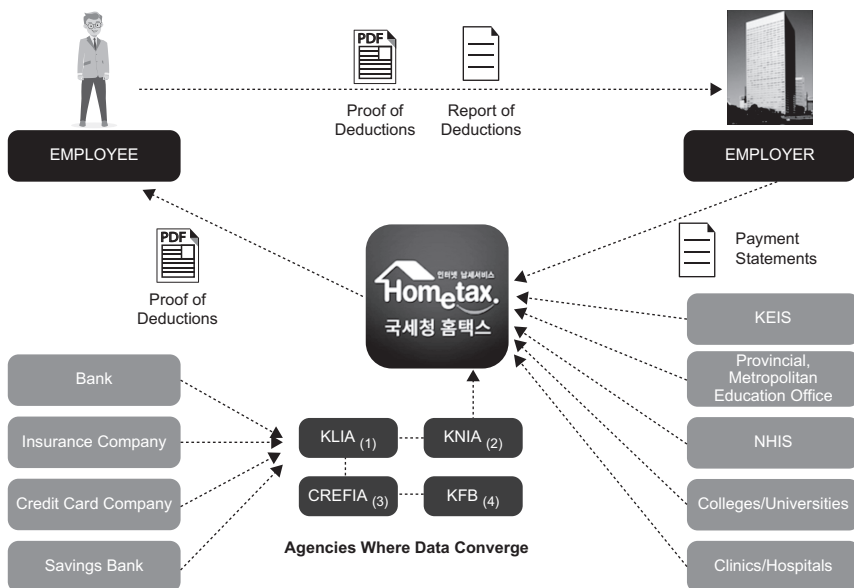 PDF
Proof of
Deductions
Report of
Deductions
EMPLOYEE
EMPLOYER
PDF
Proof of
Deductions
인터넷 납세서비스
Hometax.
국세청 홈택스
Payment
Statements
KEIS
Provincial,
Metropolitan
Education Office
NHIS
Colleges/Universities
Clinics/Hospitals
Bank
Insurance Company
Credit Card Company
Savings Bank
KLIA (1)
KNIA (2)
CREFIA (3)
KFB (4)
Agencies Where Data Converge